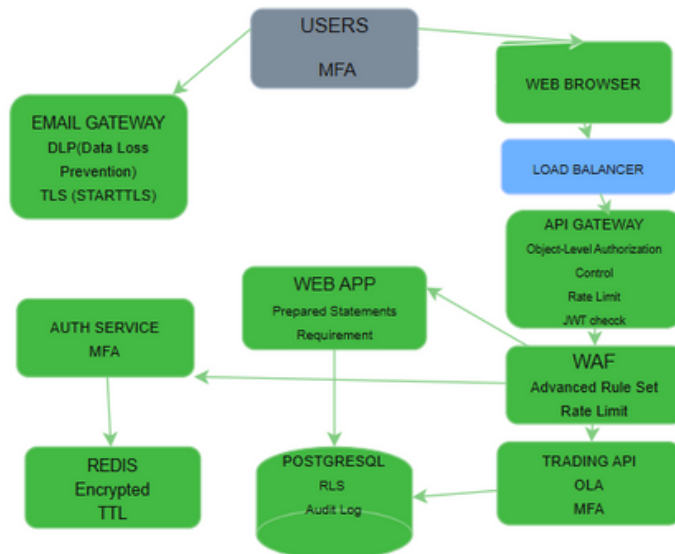 USERS
MFA
WEB BROWSER
EMAIL GATEWAY
DLP(Data Loss
Prevention)
TLS (STARTTLS)
LOAD BALANCER
API GATEWAY
Object-Level Authorization
Control
Rate Limit
JWT checck
WEB APP
Prepared Statements
Requirement
AUTH SERVICE
MFA
WAF
Advanced Rule Set
Rate Limit
REDIS
Encrypted
TTL
POSTGRESQL
RLS
Audit Log
TRADING API
OLA
MFA